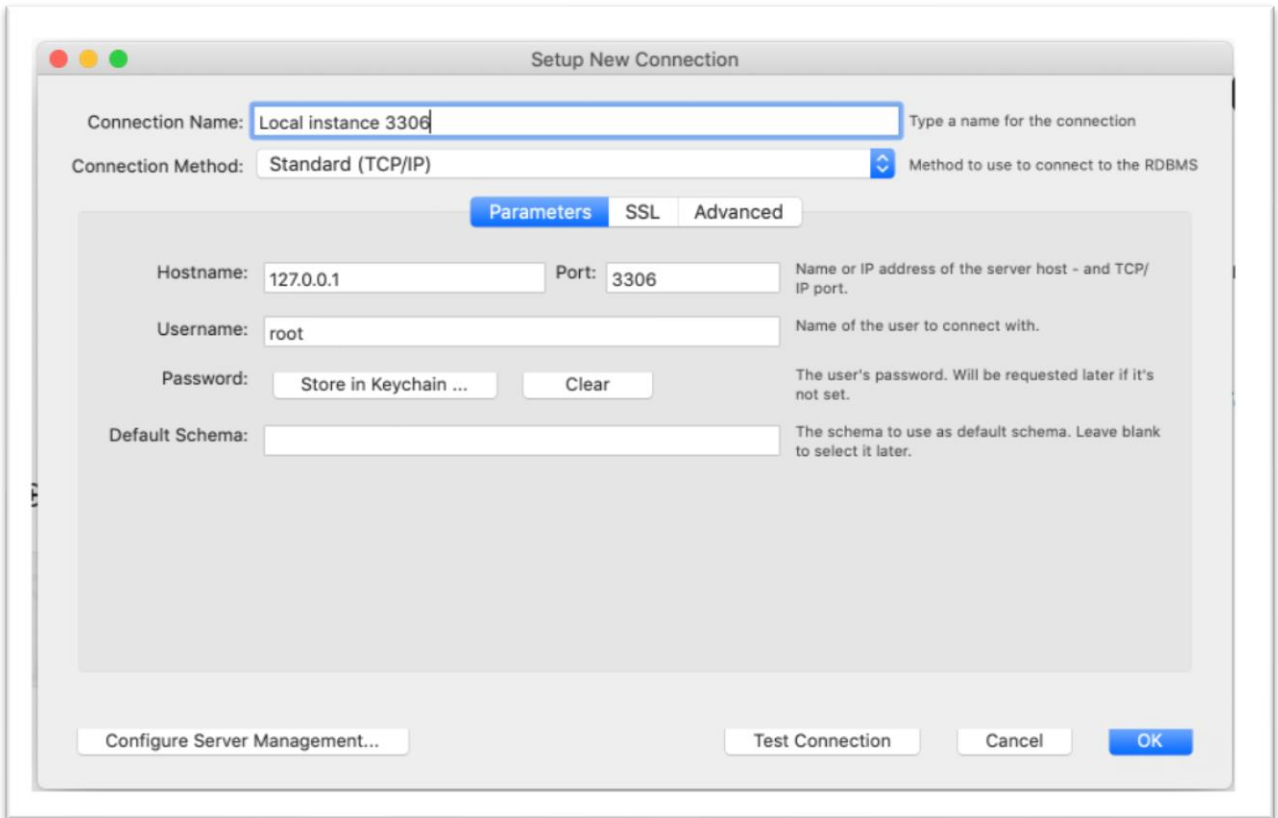 Setup New Connection
Connection Name: Local instance 3306 Type a name for the connection
Connection Method: Standard (TCP/IP) Method to use to connect to the RDBMS
Parameters SSL Advanced
Hostname: 127.0.0.1 Port: 3306 Name or IP address of the server host - and TCP/
IP port.
Username: root Name of the user to connect with.
Password: Store in Keychain ... Clear The user's password. Will be requested later if it's
not set.
Default Schema: The schema to use as default schema. Leave blank
to select it later.
Configure Server Management... Test Connection Cancel OK